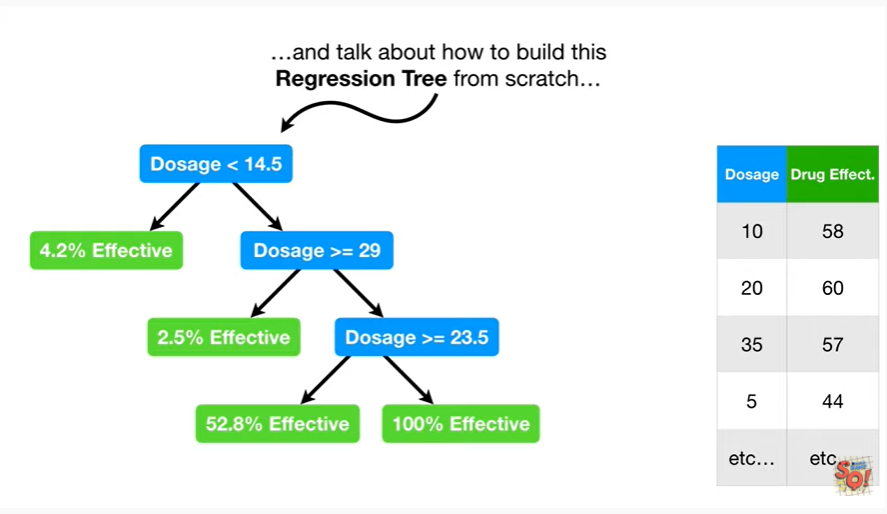 …and talk about how to build this
Regression Tree from scratch…
Dosage < 14.5
4.2% Effective
Dosage >= 29
2.5% Effective
Dosage >= 23.5
52.8% Effective
100% Effective
Dosage Drug Effect.
10 58
20 60
35 57
5 44
etc… etc…
SQ!